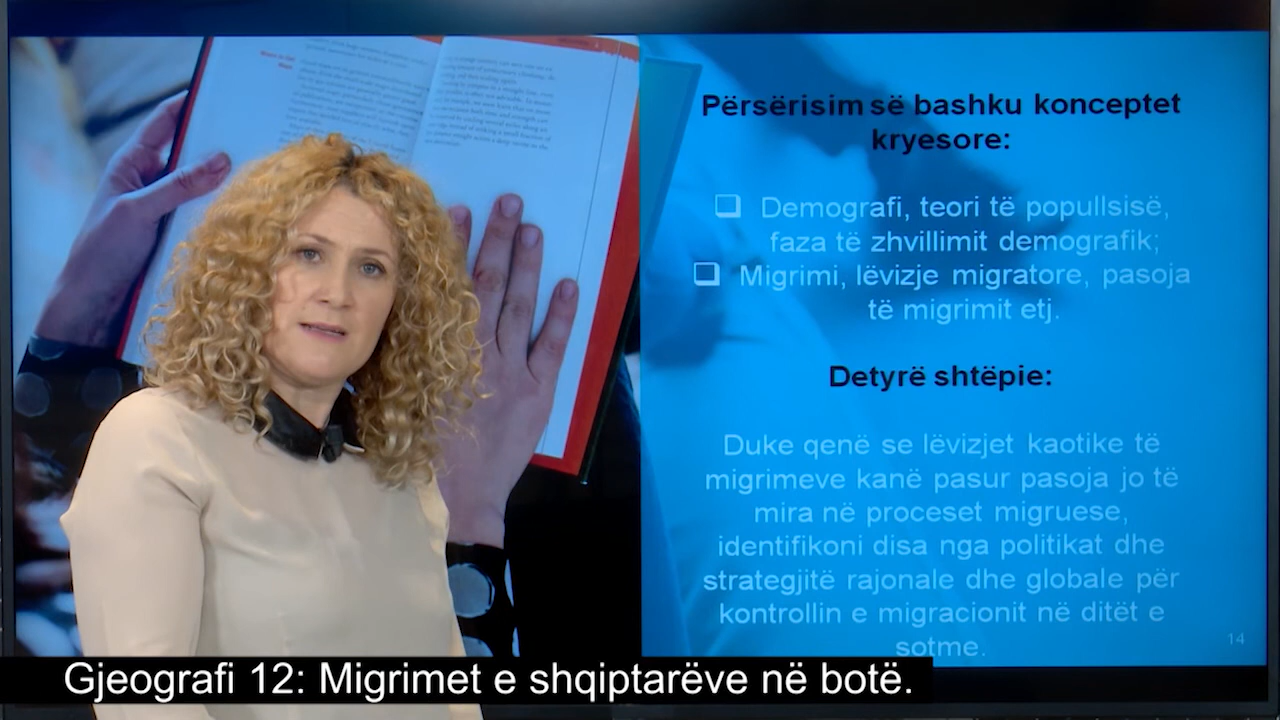 Përsërisim së bashku konceptet
kryesore:
❑ Demografi, teori të popullsisë,
faza të zhvillimit demografik;
❑ Migrimi, lëvizje migratore, pasoja
të migrimit etj.
Detyrë shtëpie:
Duke qenë se lëvizjet kaotike të
migrimeve kanë pasur pasoja jo të
mira në proceset migruese,
identifikoni disa nga politikat dhe
strategjitë rajonale dhe globale për
kontrollin e migracionit në ditët e
sotme.
14
Gjeografi 12: Migrimet e shqiptarëve në botë.